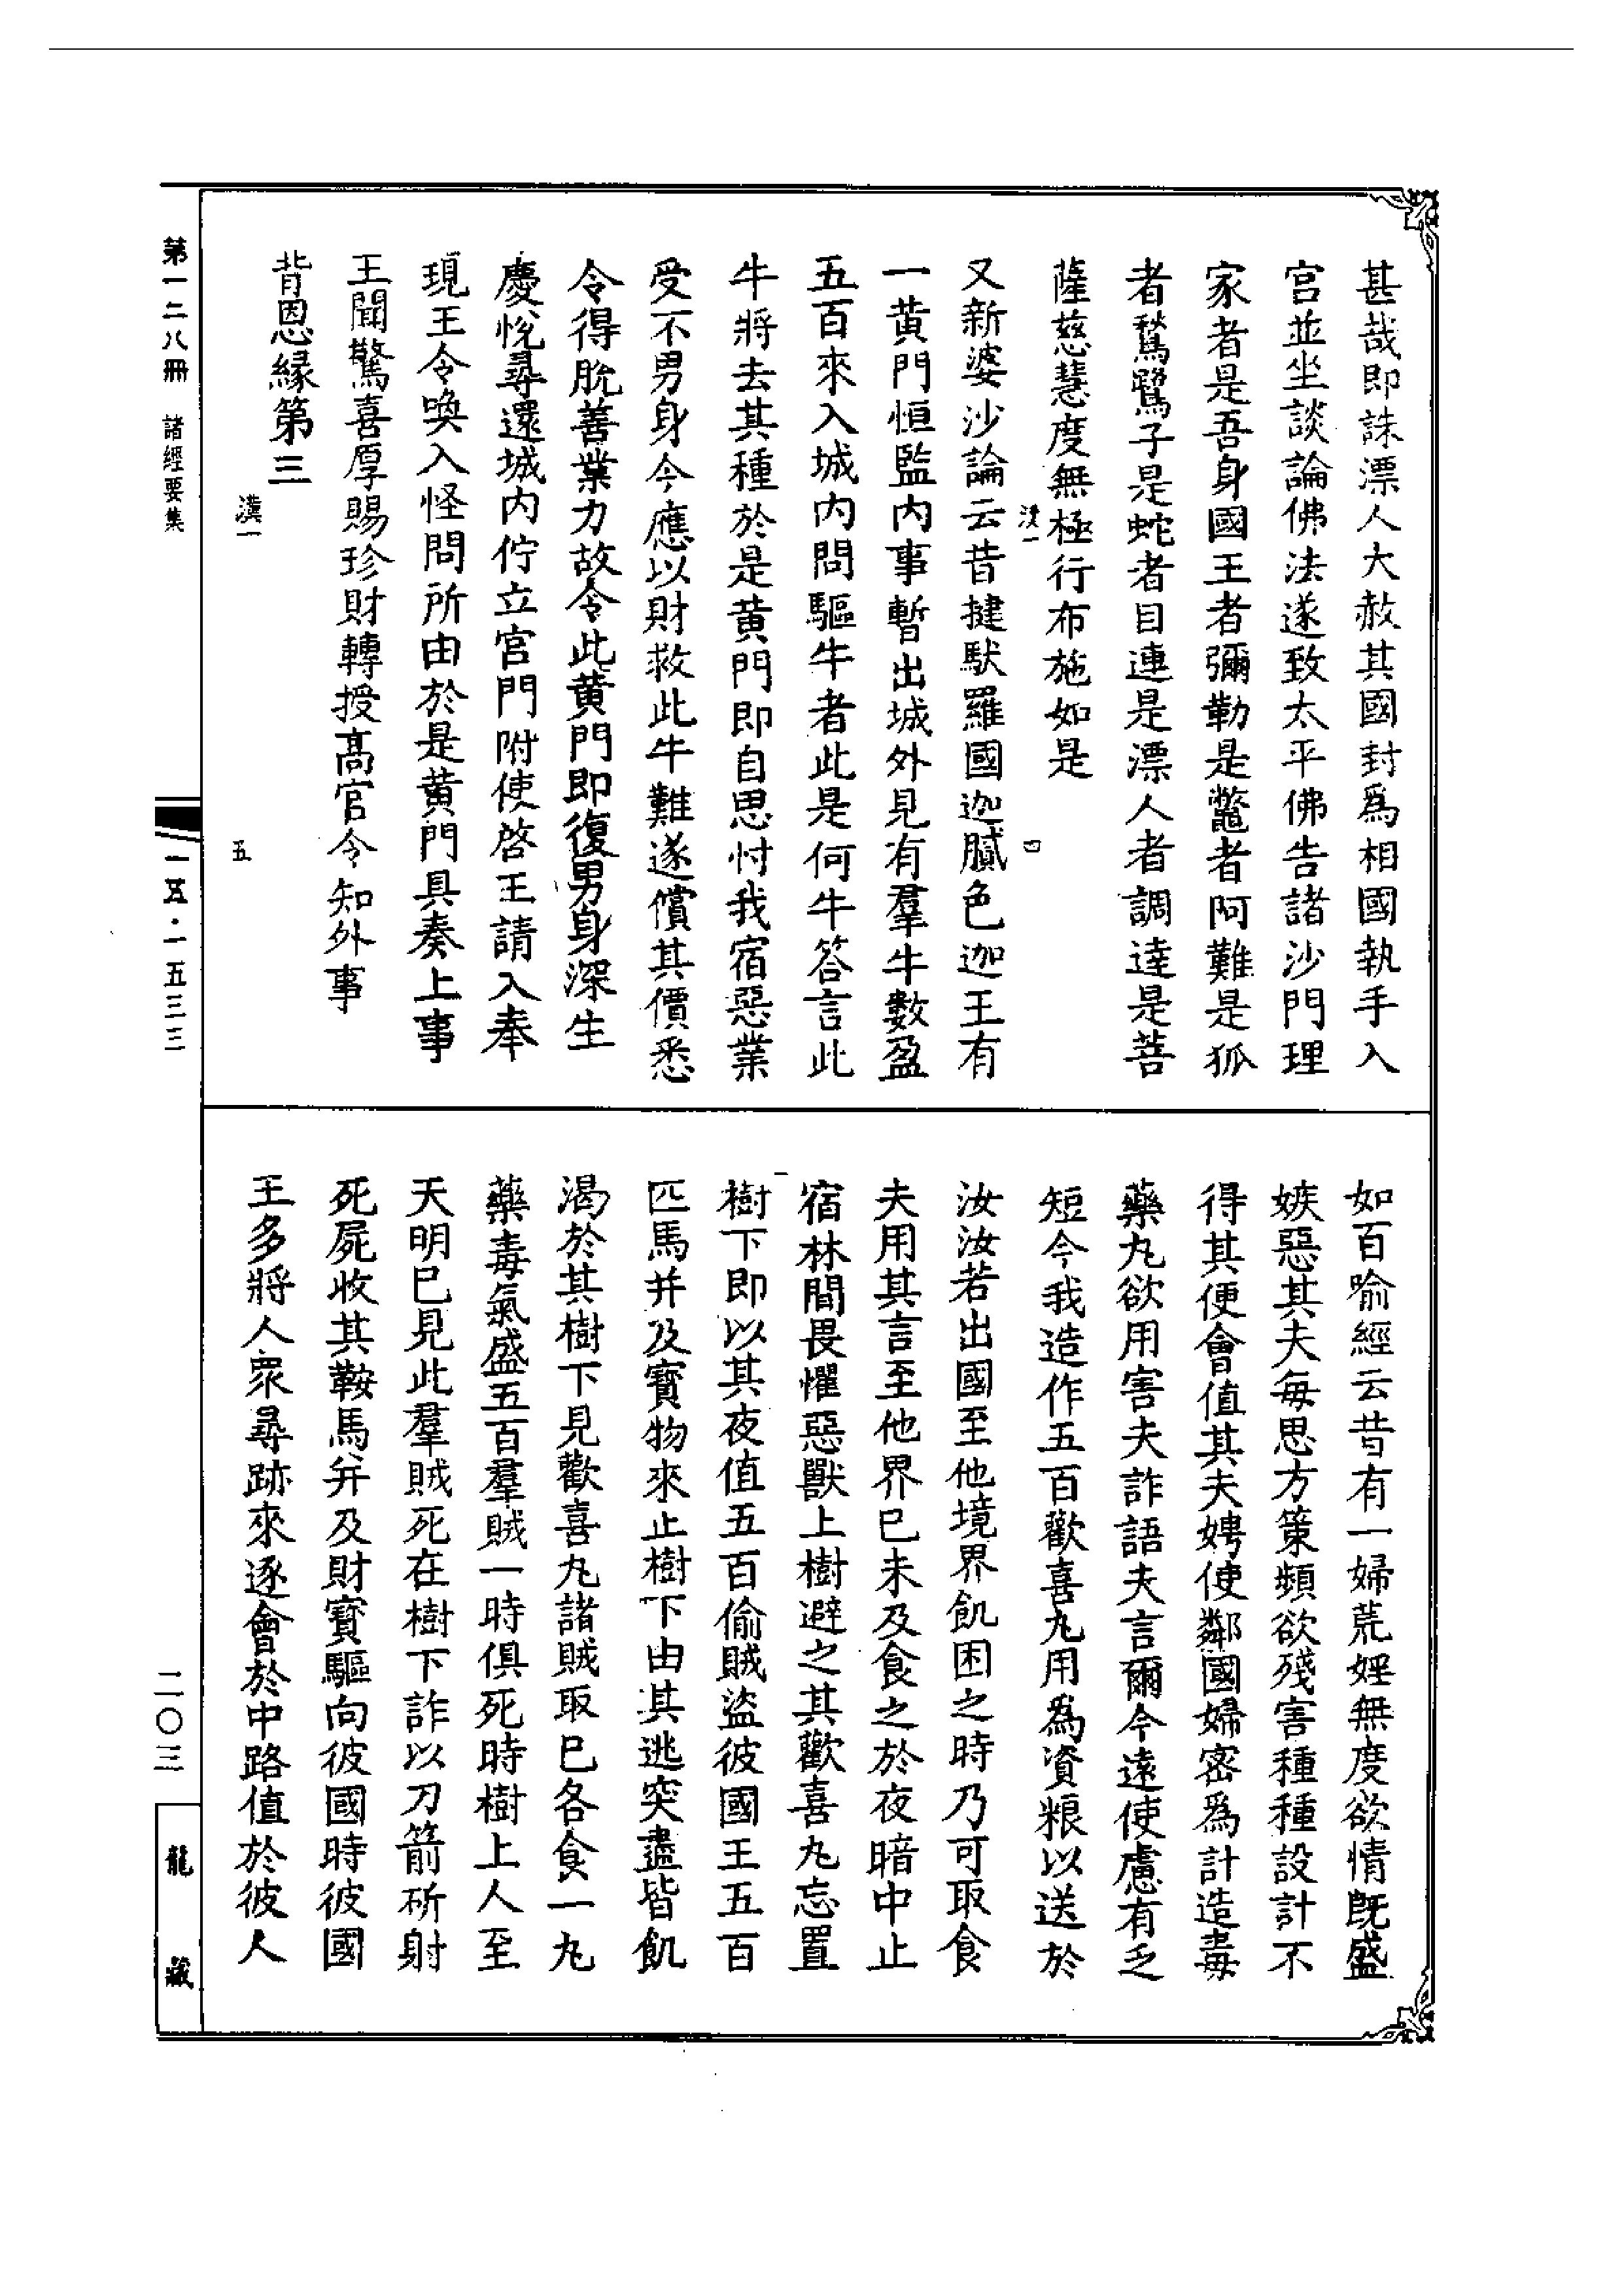 甚哉即誅漂人大赦其國封爲相國執手入
宮並坐談論佛法遂致太平佛告諸沙門理
家者是吾身國王者彌勒是鼈者阿難是狐
者鶖鷺子是蛇者目連是漂人者調達是菩
薩慈慧度無極行布施如是
漢一 四
又新婆沙論云昔揵馱羅國迦膩色迦王有
一黄門恒監內事暫出城外見有羣牛數盈
五百來入城內問驅牛者此是何牛答言此
牛將去其種於是黄門即自思忖我宿惡業
受不男身今應以財救此牛難遂償其價悉
令得脫善業力故令此黄門即復男身深生
慶悅尋還城內佇立宮門附使啓王請入奉
現王令喚入怪問所由於是黄門具奏上事
王聞驚喜厚賜珍財轉授高官令知外事
背恩緣第三
漢一 五
如百喻經云昔有一婦荒婬無度欲情旣盛
嫉惡其夫每思方策頻欲殘害種種設計不
得其便會值其夫娉使鄰國婦密爲計造毒
藥丸欲用害夫詐語夫言爾今遠使慮有乏
短今我造作五百歡喜丸用爲資粮以送於
汝汝若出國至他境界飢困之時乃可取食
夫用其言至他界已未及食之於夜暗中止
宿林間畏懼惡獸上樹避之其歡喜丸忘置
樹下即以其夜值五百偷賊盜彼國王五百
匹馬并及寶物來止樹下由其逃突盡皆飢
渴於其樹下見歡喜丸諸賊取已各食一丸
藥毒氣盛五百羣賊一時俱死時樹上人至
天明已見此羣賊死在樹下詐以刀箭斫射
死屍收其鞍馬并及財寶驅向彼國時彼國
王多將人衆尋跡來逐會於中路值於彼人
第一二八冊 諸經要集
一五五·一五三三
二〇三
龍藏